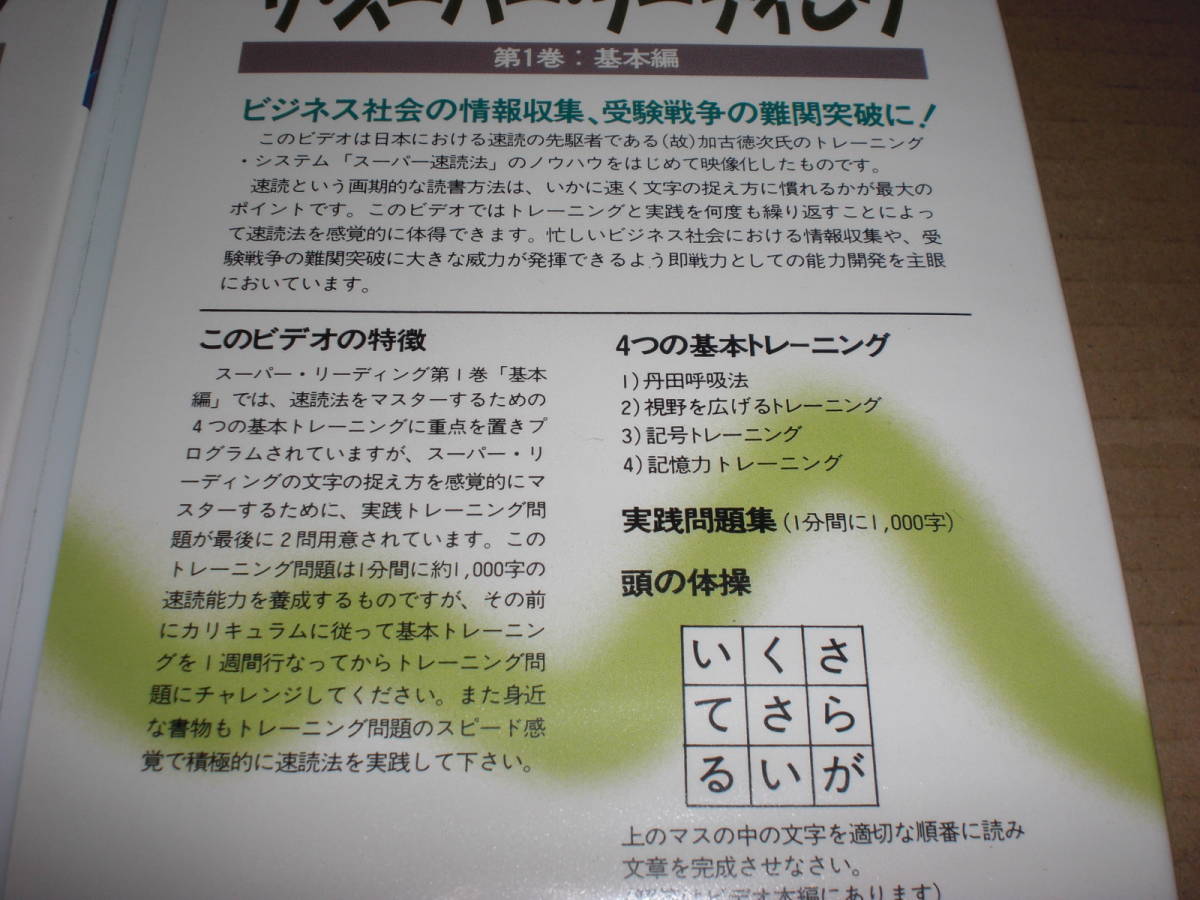 ザ・スーパー・リーディング
第1巻：基本編
ビジネス社会の情報収集、受験戦争の難関突破に！
このビデオは日本における速読の先駆者である(故)加古徳次氏のトレーニング
・システム「スーパー速読法」のノウハウをはじめて映像化したものです。
速読という画期的な読書方法は、いかに速く文字の捉え方に慣れるかが最大の
ポイントです。このビデオではトレーニングと実践を何度も繰り返すことによっ
て速読法を感覚的に体得できます。忙しいビジネス社会における情報収集や、受
験戦争の難関突破に大きな威力が発揮できるよう即戦力としての能力開発を主眼
においています。
このビデオの特徴
スーパー・リーディング第1巻「基本
編」では、速読法をマスターするための
4つの基本トレーニングに重点を置きプ
ログラムされていますが、スーパー・リ
ーディングの文字の捉え方を感覚的にマ
スターするために、実践トレーニング問
題が最後に2問用意されています。この
トレーニング問題は1分間に約1,000字の
速読能力を養成するものですが、その前
にカリキュラムに従って基本トレーニン
グを1週間行なってからトレーニング問
題にチャレンジしてください。また身近
な書物もトレーニング問題のスピード感
覚で積極的に速読法を実践して下さい。
4つの基本トレーニング
1)丹田呼吸法
2)視野を広げるトレーニング
3)記号トレーニング
4)記憶力トレーニング
実践問題集(1分間に1,000字)
頭の体操
いくさ
てさら
るいが
上のマスの中の文字を適切な順番に読み
文章を完成させなさい。
はビデオ本編にあります)